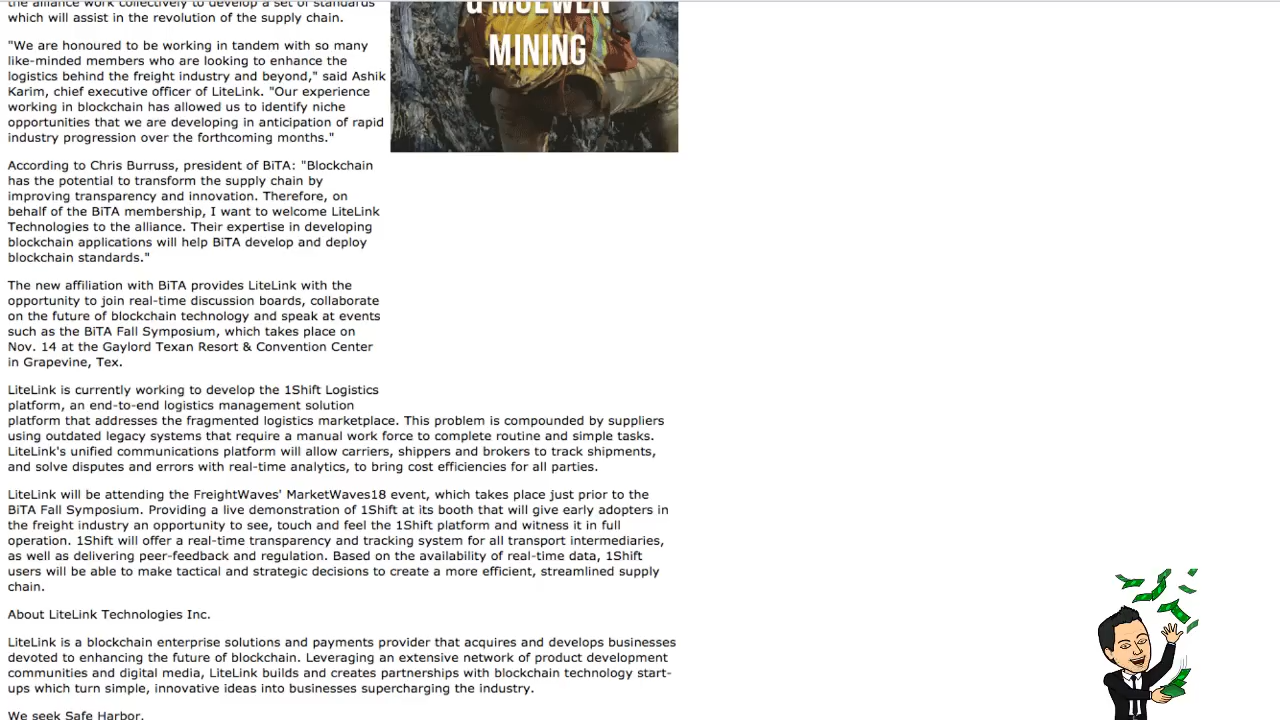 the alliance work collectively to develop a set of standards
which will assist in the revolution of the supply chain.
"We are honoured to be working in tandem with so many
like-minded members who are looking to enhance the
logistics behind the freight industry and beyond," said Ashik
Karim, chief executive officer of LiteLink. "Our experience
working in blockchain has allowed us to identify niche
opportunities that we are developing in anticipation of rapid
industry progression over the forthcoming months."
According to Chris Burruss, president of BiTA: "Blockchain
has the potential to transform the supply chain by
improving transparency and innovation. Therefore, on
behalf of the BiTA membership, I want to welcome LiteLink
Technologies to the alliance. Their expertise in developing
blockchain applications will help BiTA develop and deploy
blockchain standards."
The new affiliation with BiTA provides LiteLink with the
opportunity to join real-time discussion boards, collaborate
on the future of blockchain technology and speak at events
such as the BiTA Fall Symposium, which takes place on
Nov. 14 at the Gaylord Texan Resort & Convention Center
in Grapevine, Tex.
LiteLink is currently working to develop the 1Shift Logistics
platform, an end-to-end logistics management solution
platform that addresses the fragmented logistics marketplace. This problem is compounded by suppliers
using outdated legacy systems that require a manual work force to complete routine and simple tasks.
LiteLink's unified communications platform will allow carriers, shippers and brokers to track shipments,
and solve disputes and errors with real-time analytics, to bring cost efficiencies for all parties.
LiteLink will be attending the FreightWaves' MarketWaves18 event, which takes place just prior to the
BiTA Fall Symposium. Providing a live demonstration of 1Shift at its booth that will give early adopters in
the freight industry an opportunity to see, touch and feel the 1Shift platform and witness it in full
operation. 1Shift will offer a real-time transparency and tracking system for all transport intermediaries,
as well as delivering peer-feedback and regulation. Based on the availability of real-time data, 1Shift
users will be able to make tactical and strategic decisions to create a more efficient, streamlined supply
chain.
About LiteLink Technologies Inc.
LiteLink is a blockchain enterprise solutions and payments provider that acquires and develops businesses
devoted to enhancing the future of blockchain. Leveraging an extensive network of product development
communities and digital media, LiteLink builds and creates partnerships with blockchain technology start-
ups which turn simple, innovative ideas into businesses supercharging the industry.
We seek Safe Harbor.
& MCEWEN
MINING